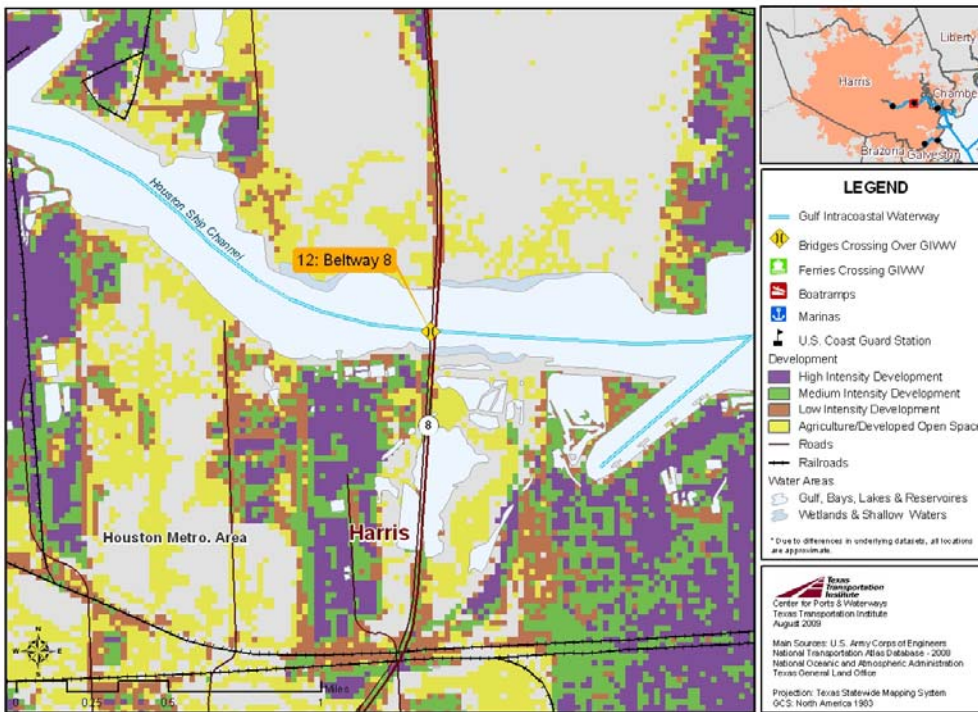 Houston Ship Channel
12: Beltway 8
8
Houston Metro. Area
Harris
N
W E
S
0 0.25 0.5 1
Miles
Liberty
Harris
Chambe
Brazoria
Galveston
LEGEND
Gulf Intracoastal Waterway
Bridges Crossing Over GIWW
Ferries Crossing GIWW
Boatramps
Marinas
U.S. Coast Guard Station
Development
High Intensity Development
Medium Intensity Development
Low Intensity Development
Agriculture/Developed Open Space
Roads
Railroads
Water Areas
Gulf, Bays, Lakes & Reservoires
Wetlands & Shallow Waters
* Due to differences in underlying datasets, all locations
are approximate.
Texas
Transportation
Institute
Center for Ports & Waterways
Texas Transportation Institute
August 2009
Main Sources: U.S. Army Corps of Engineers
National Transportation Atlas Database - 2008
National Oceanic and Atmospheric Administration
Texas General Land Office
Projection: Texas Statewide Mapping System
GCS: North America 1983